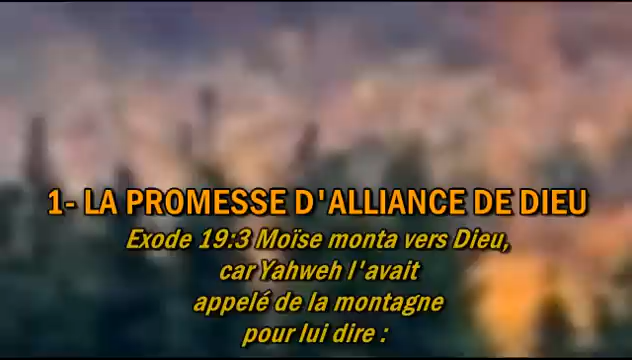 1- LA PROMESSE D'ALLIANCE DE DIEU
Exode 19:3 Moïse monta vers Dieu,
car Yahweh l'avait
appelé de la montagne
pour lui dire :